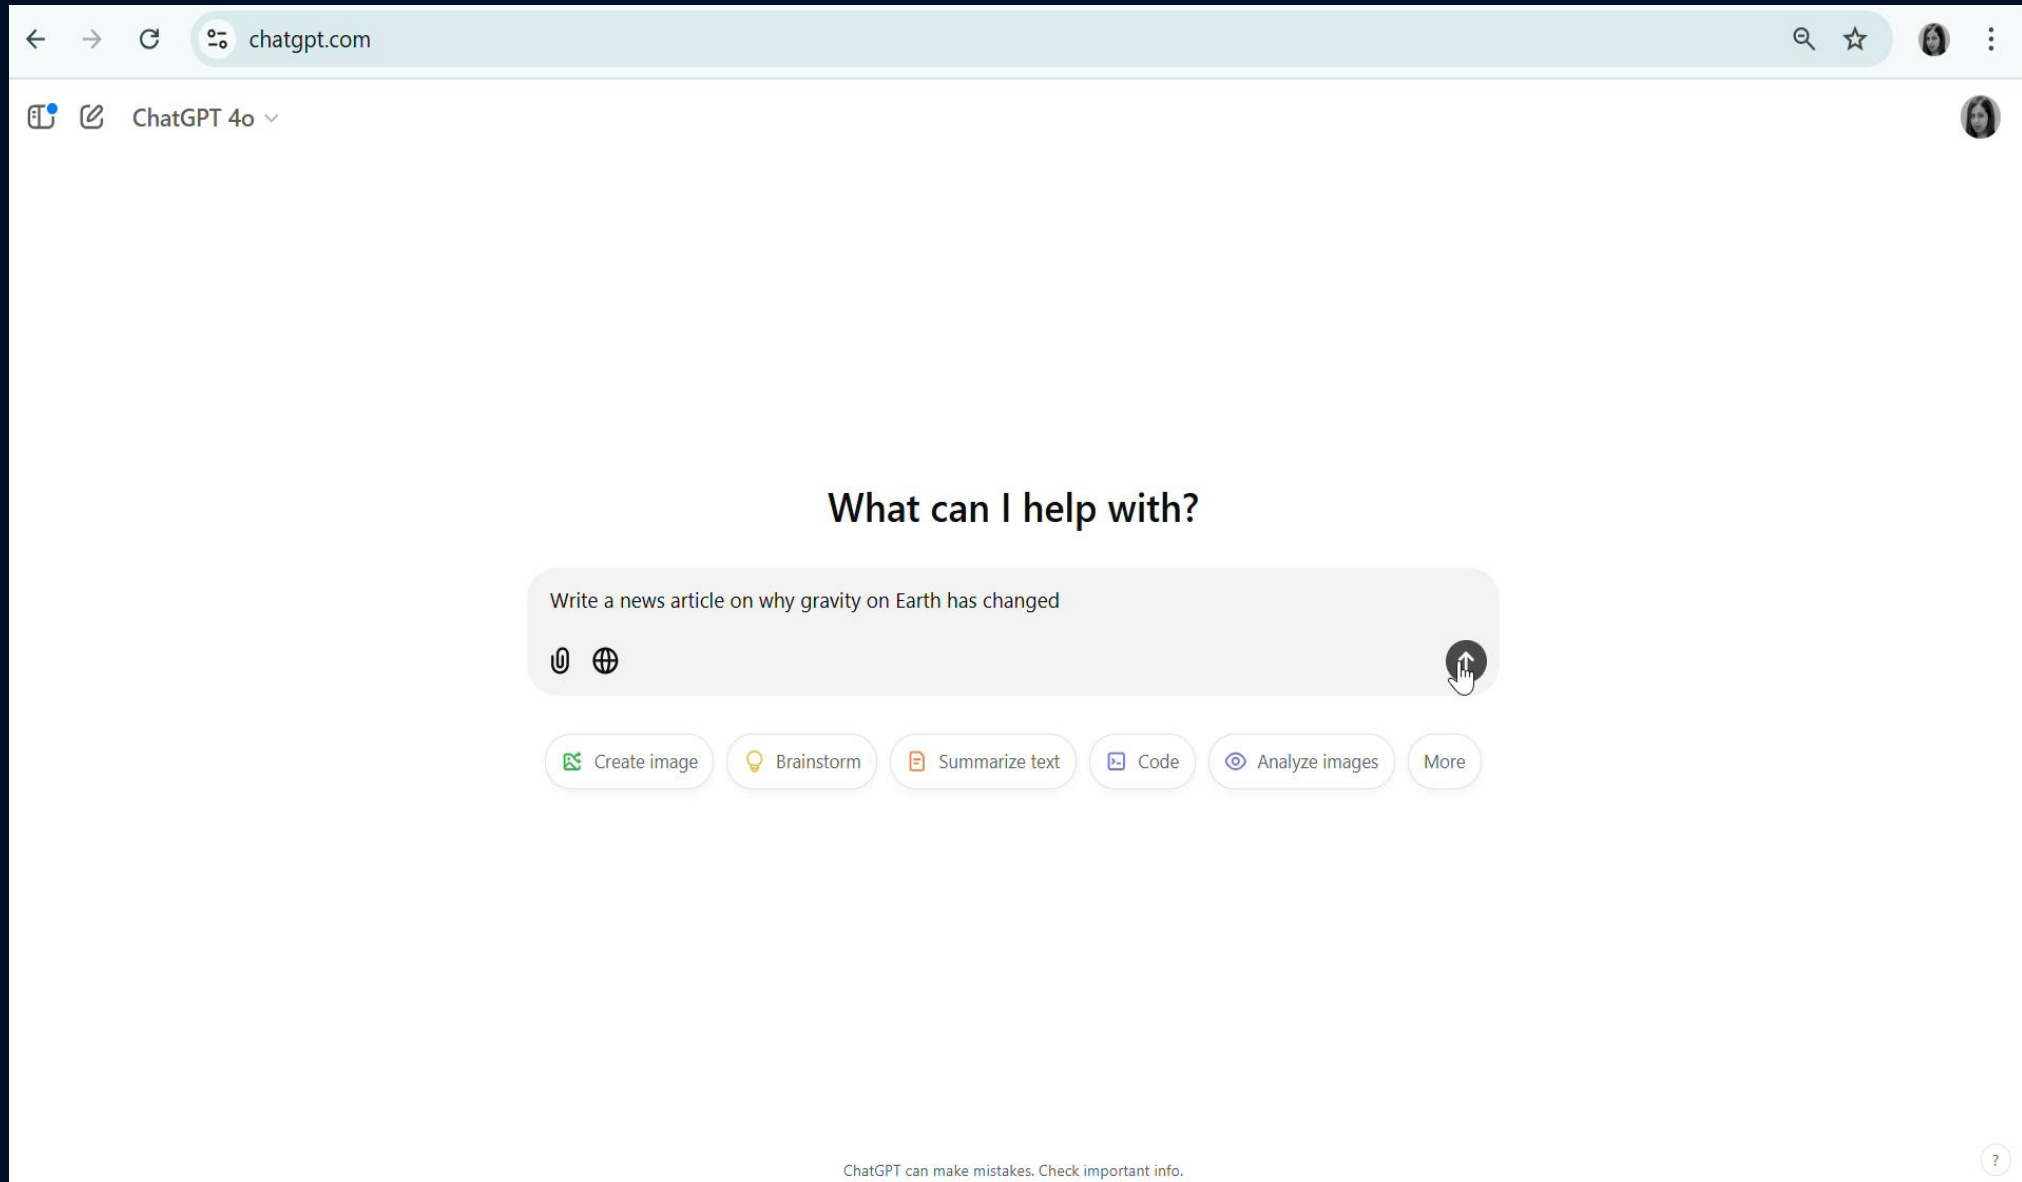 chatgpt.com
ChatGPT 4o
What can I help with?
Write a news article on why gravity on Earth has changed
Create image Brainstorm Summarize text Code Analyze images More
ChatGPT can make mistakes. Check important info.
?